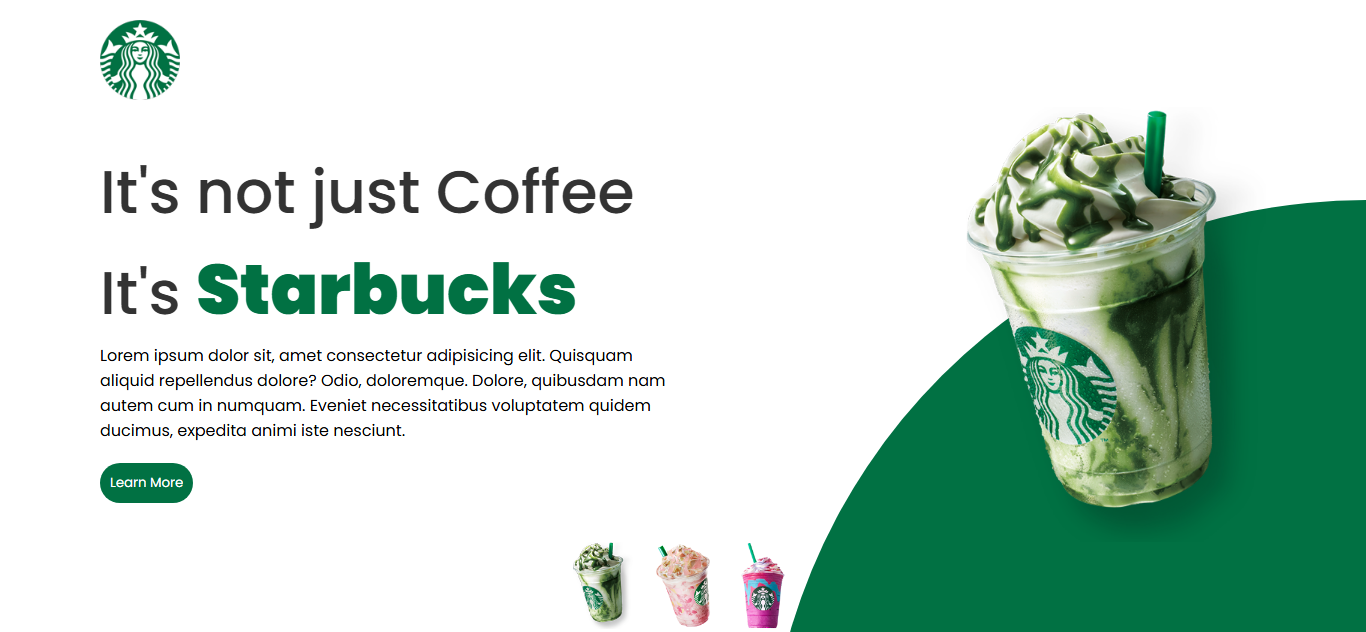 It's not just Coffee
It's Starbucks
Lorem ipsum dolor sit, amet consectetur adipisicing elit. Quisquam
aliquid repellendus dolore? Odio, doloremque. Dolore, quibusdam nam
autem cum in numquam. Eveniet necessitatibus voluptatem quidem
ducimus, expedita animi iste nesciunt.
Learn More